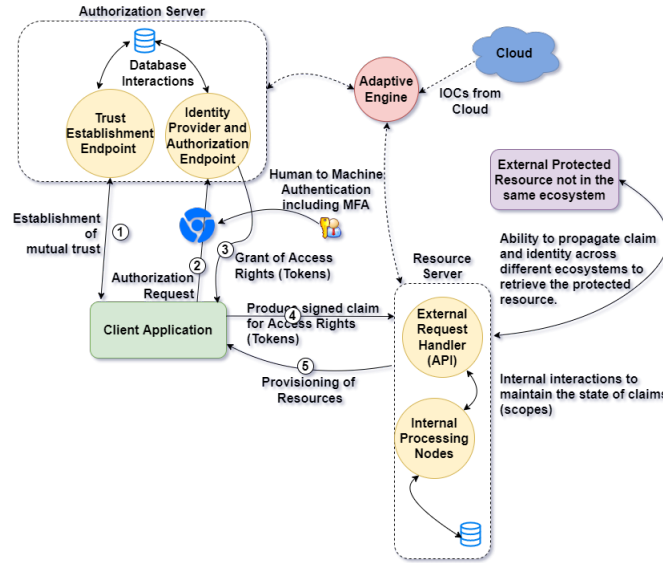 Authorization Server
Database
Interactions
Trust
Establishment
Endpoint
Identity
Provider and
Authorization
Endpoint
Adaptive
Engine
Cloud
IOCs from
Cloud
Human to Machine
Authentication
including MFA
External Protected
Resource not in the
same ecosystem
Establishment
of
mutual trust
1
2
3
Authorization
Request
Grant of Access
Rights (Tokens)
Resource
Server
Ability to propagate claim
and identity across
different ecosystems to
retrieve the protected
resource.
Client Application
Product signed claim
for Access Rights
(Tokens)
4
5
Provisioning of
Resources
External
Request
Handler
(API)
Internal interactions to
maintain the state of claims
(scopes)
Internal
Processing
Nodes